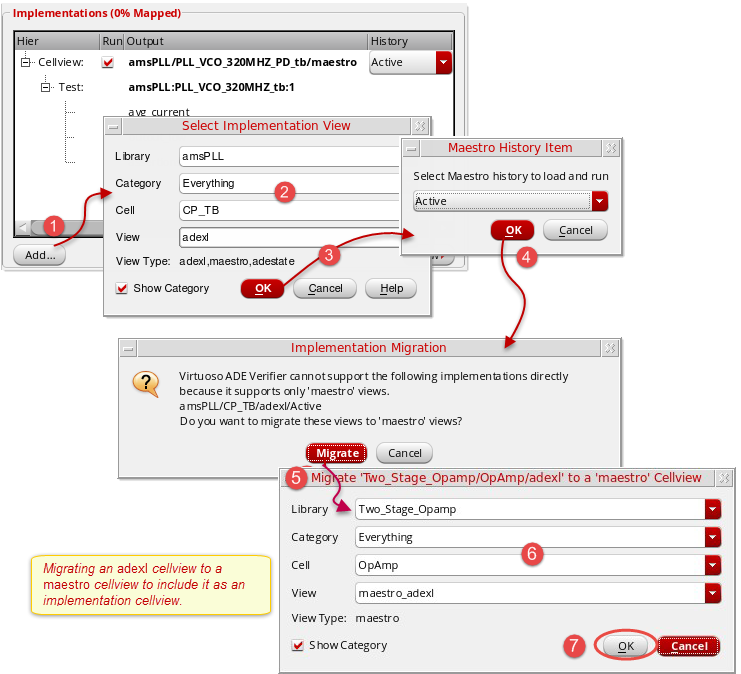 Implementations (0% Mapped)
Hier Run Output History
Cellview: amsPLL/PLL_VCO_320MHZ_PD_tb/maestro Active
Test: amsPLL:PLL_VCO_320MHZ_tb:1
avg_current
Add...
1
Select Implementation View
Library amsPLL
Category Everything
2
Cell CP_TB
View adexl
View Type: adexl,maestro,adestate
3
Show Category OK Cancel Help
Maestro History Item
Select Maestro history to load and run
Active
OK Cancel
4
Implementation Migration
Virtuoso ADE Verifier cannot support the following implementations directly
because it supports only 'maestro' views.
amsPLL/CP_TB/adexl/Active
Do you want to migrate these views to 'maestro' views?
Migrate Cancel
5
Migrate 'Two_Stage_Opamp/OpAmp/adexl' to a 'maestro' Cellview
Library Two_Stage_Opamp
Category Everything
6
Cell OpAmp
View maestro_adexl
View Type: maestro
Show Category
7
OK Cancel
Migrating an adexl cellview to a
maestro cellview to include it as an
implementation cellview.